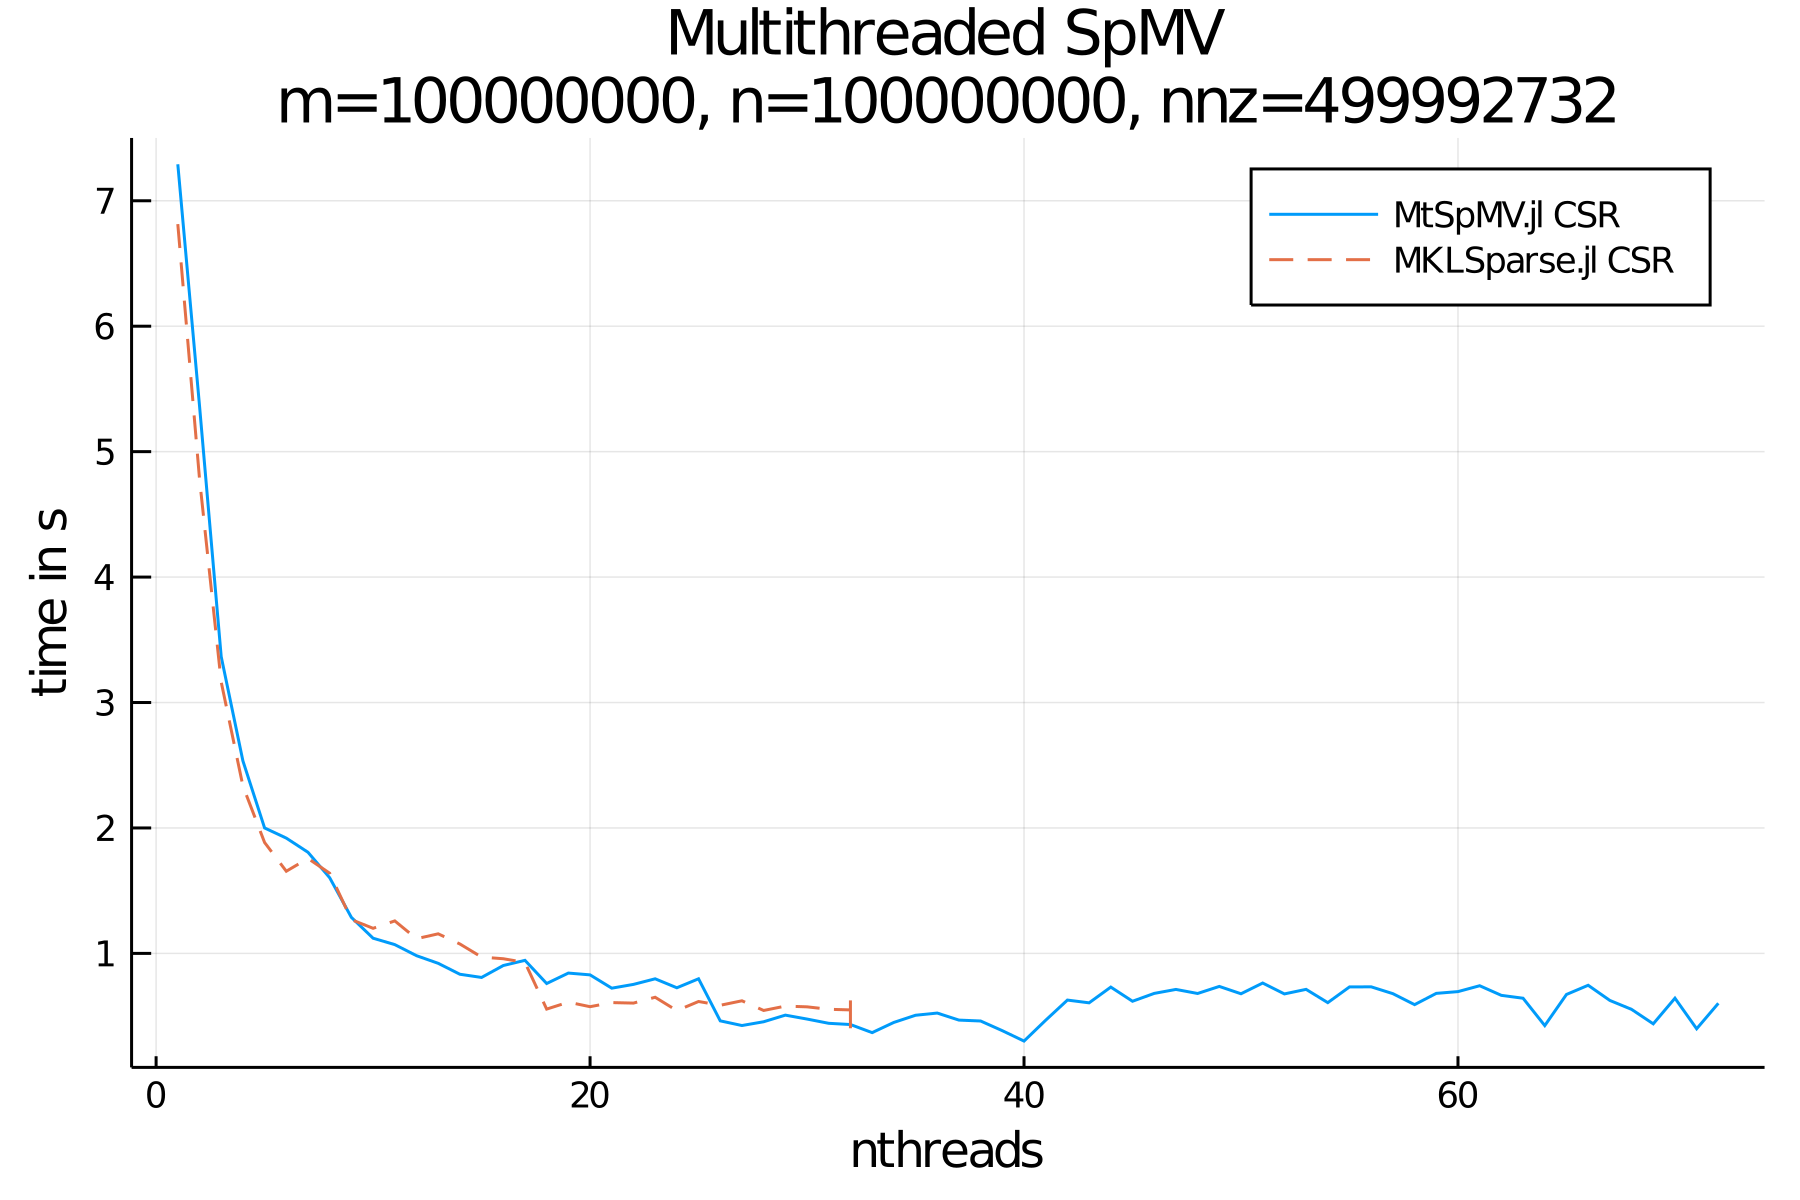 Multithreaded SpMV
m=100000000, n=100000000, nnz=499992732
MtSpMV.jl CSR
MKLSparse.jl CSR
time in s
7
6
5
4
3
2
1
0
20
40
60
nthreads